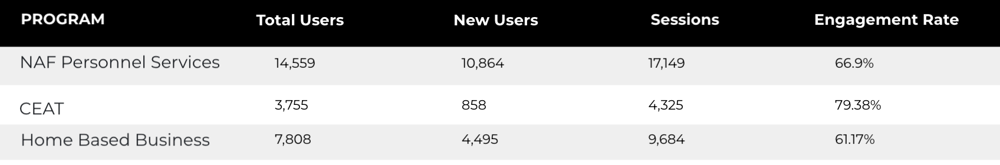 PROGRAM Total Users New Users Sessions Engagement Rate
NAF Personnel Services 14,559 10,864 17,149 66.9%
CEAT 3,755 858 4,325 79.38%
Home Based Business 7,808 4,495 9,684 61.17%